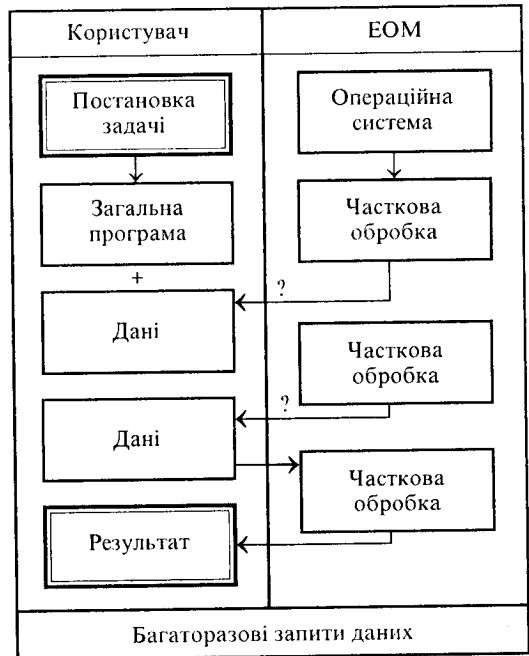 Користувач
ЕОМ
Постановка
задачі
Операційна
система
Загальна
програма
+
Часткова
обробка
?
Дані
Часткова
обробка
?
Дані
Часткова
обробка
Результат
Багаторазові запити даних